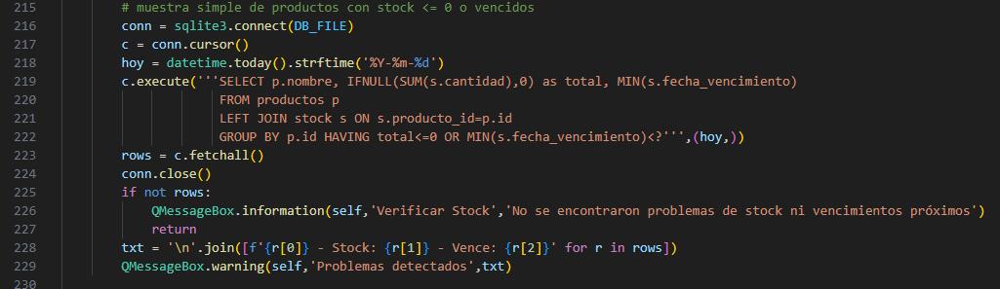 215 # muestra simple de productos con stock <= 0 o vencidos
216 conn = sqlite3.connect(DB_FILE)
217 c = conn.cursor()
218 hoy = datetime.today().strftime('%Y-%m-%d')
219 c.execute('''SELECT p.nombre, IFNULL(SUM(s.cantidad),0) as total, MIN(s.fecha_vencimiento)
220 FROM productos p
221 LEFT JOIN stock s ON s.producto_id=p.id
222 GROUP BY p.id HAVING total<=0 OR MIN(s.fecha_vencimiento)<?''',(hoy,))
223 rows = c.fetchall()
224 conn.close()
225 if not rows:
226 QMessageBox.information(self,'Verificar Stock','No se encontraron problemas de stock ni vencimientos próximos')
227 return
228 txt = '\n'.join([f'{r[0]} - Stock: {r[1]} - Vence: {r[2]}' for r in rows])
229 QMessageBox.warning(self,'Problemas detectados',txt)
230